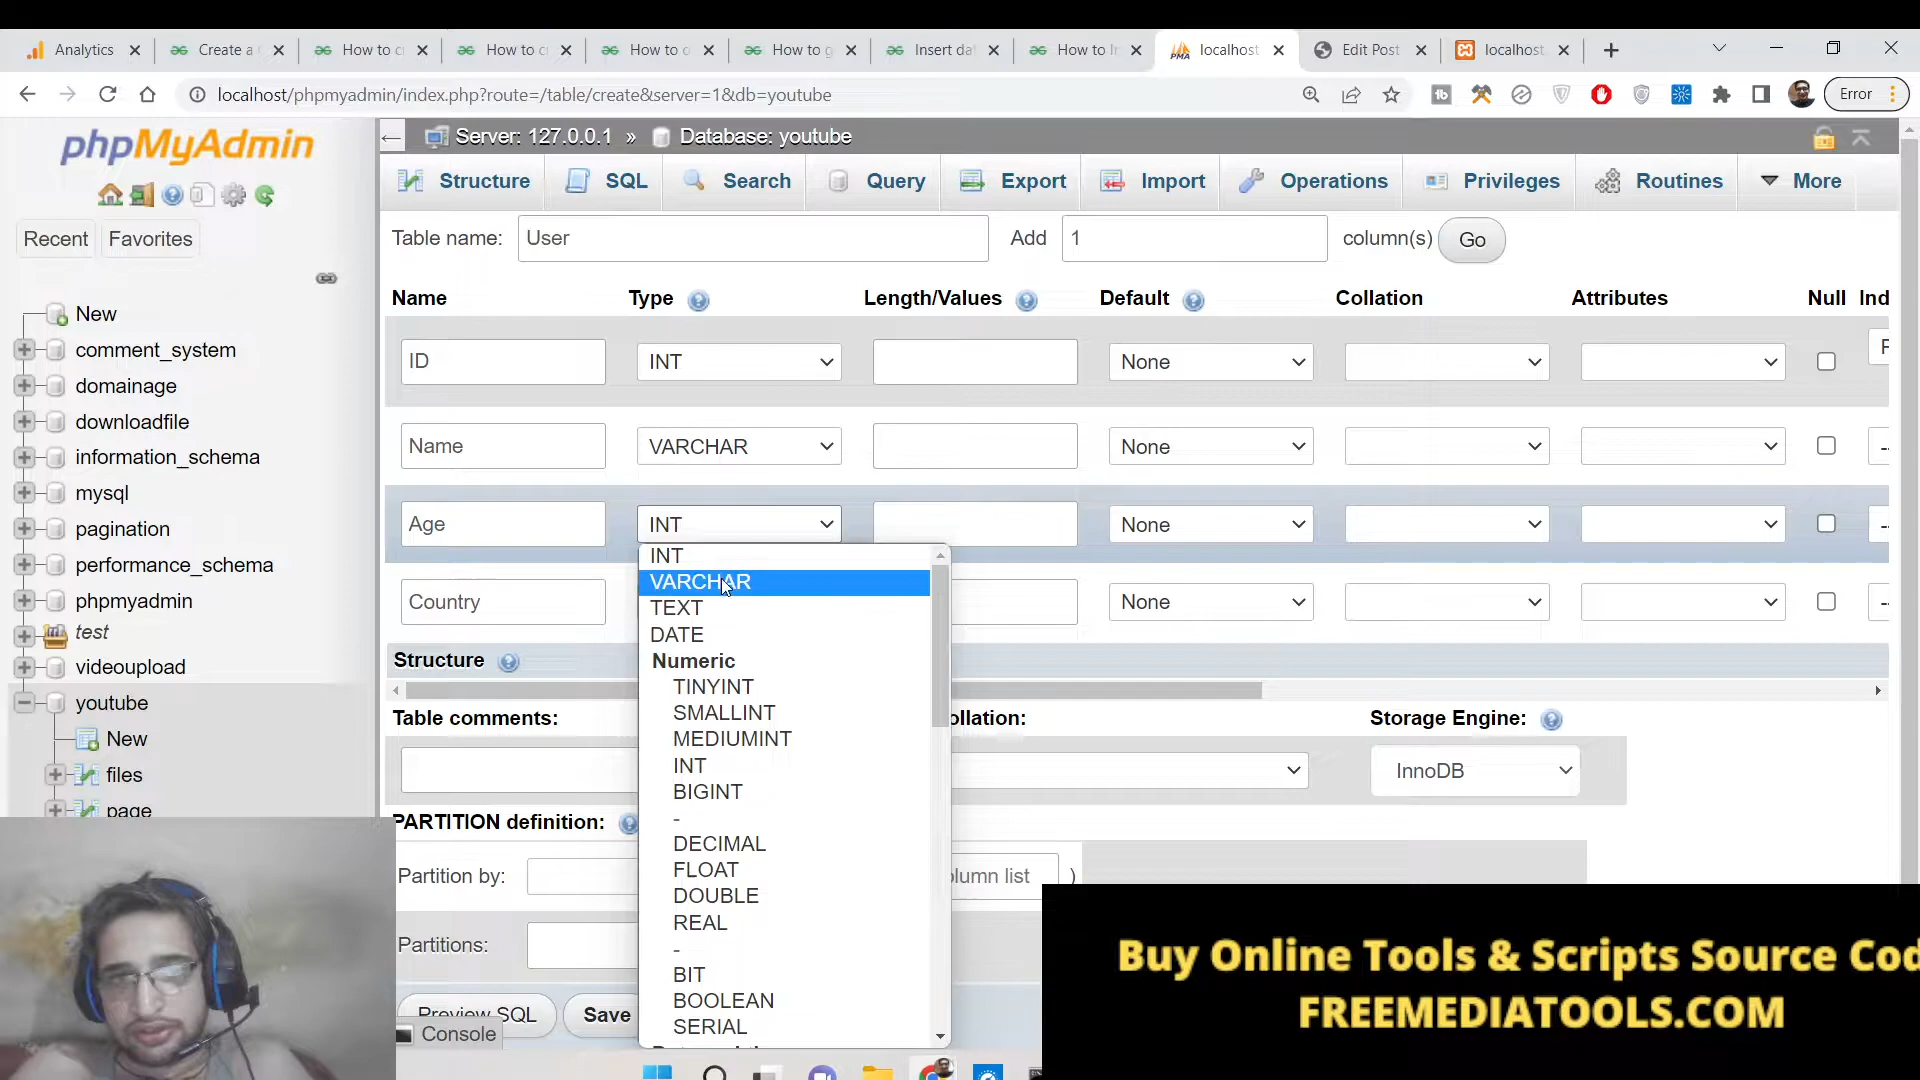 Analytics
Create a
How to c
How to c
How to o
How to g
Insert da
How to I
localhost
Edit Post
localhost
localhost/phpmyadmin/index.php?route=/table/create&server=1&db=youtube
Error
phpMyAdmin
Recent
Favorites
New
comment_system
domainage
downloadfile
information_schema
mysql
pagination
performance_schema
phpmyadmin
test
videoupload
youtube
New
files
page
Server: 127.0.0.1 » Database: youtube
Structure
SQL
Search
Query
Export
Import
Operations
Privileges
Routines
More
Table name: User Add 1 column(s) Go
Name Type Length/Values Default Collation Attributes Null Ind
ID INT None
Name VARCHAR None --
Age INT None --
Country None --
INT
VARCHAR
TEXT
DATE
Numeric
TINYINT
SMALLINT
MEDIUMINT
INT
BIGINT
-
DECIMAL
FLOAT
DOUBLE
REAL
-
BIT
BOOLEAN
SERIAL
Structure
Table comments: ollation: Storage Engine:
InnoDB
PARTITION definition:
Partition by: olumn list )
Partitions:
Preview SQL Save
Console
Buy Online Tools & Scripts Source Cod
FREEMEDIATOOLS.COM